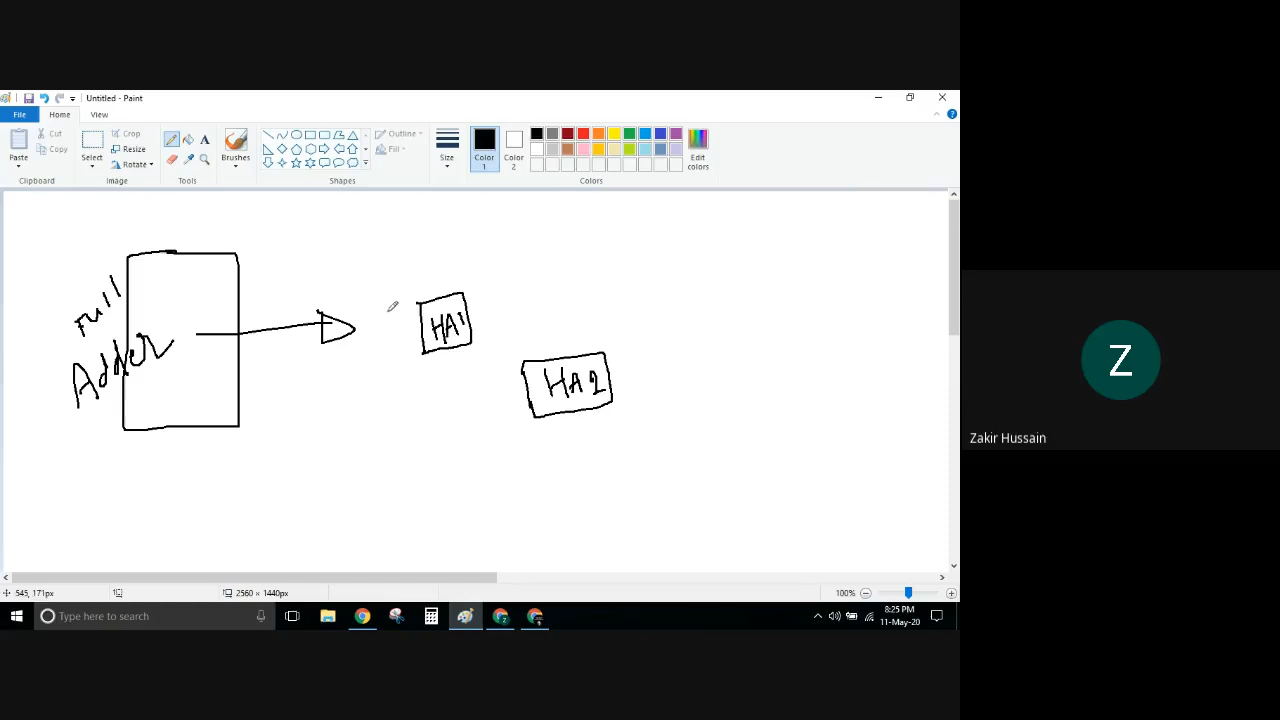 Untitled - Paint
File
Home
View
Cut
Copy
Paste
Clipboard
Crop
Resize
Rotate
Select
Image
Tools
Brushes
Shapes
Outline
Fill
Size
Color 1
Color 2
Edit colors
Colors
Full
Adder
HA1
HA2
Z
Zakir Hussain
545, 171px
2560 × 1440px
100%
Type here to search
8:25 PM
11-May-20